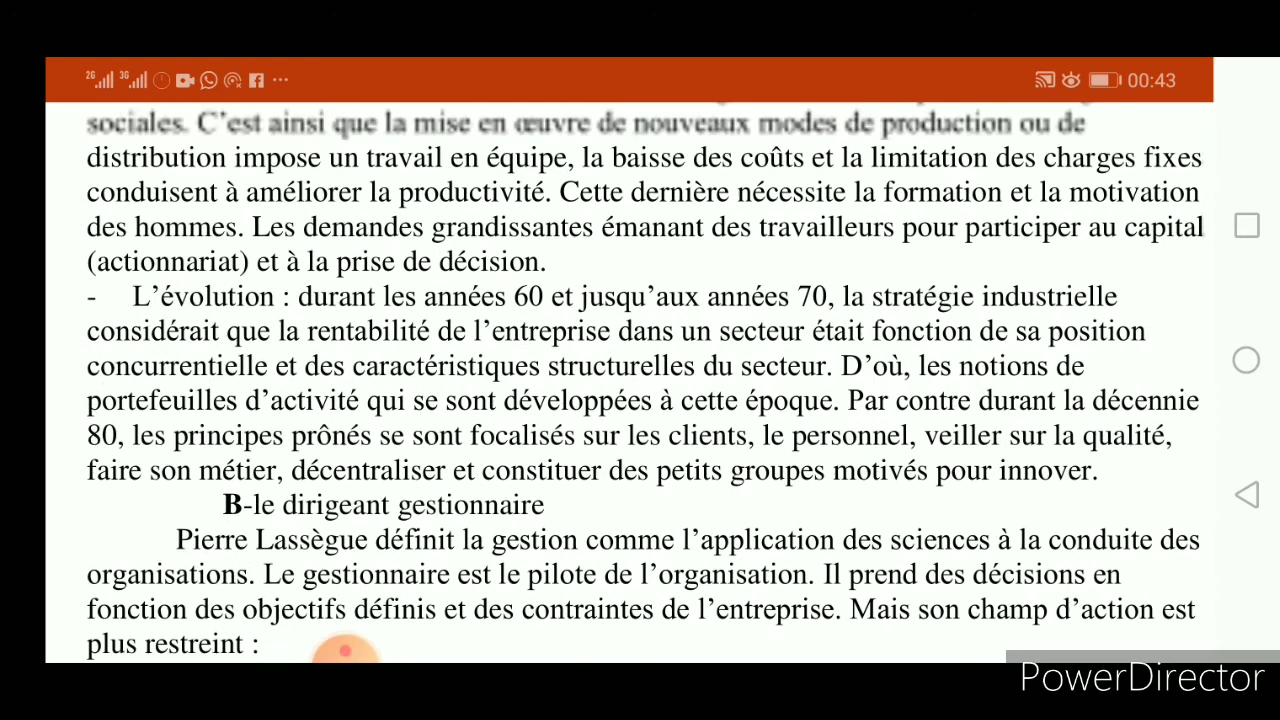 2G 3G 00:43
sociales. C’est ainsi que la mise en œuvre de nouveaux modes de production ou de
distribution impose un travail en équipe, la baisse des coûts et la limitation des charges fixes
conduisent à améliorer la productivité. Cette dernière nécessite la formation et la motivation
des hommes. Les demandes grandissantes émanant des travailleurs pour participer au capital
(actionnariat) et à la prise de décision.
- L’évolution : durant les années 60 et jusqu’aux années 70, la stratégie industrielle
considérait que la rentabilité de l’entreprise dans un secteur était fonction de sa position
concurrentielle et des caractéristiques structurelles du secteur. D’où, les notions de
portefeuilles d’activité qui se sont développées à cette époque. Par contre durant la décennie
80, les principes prônés se sont focalisés sur les clients, le personnel, veiller sur la qualité,
faire son métier, décentraliser et constituer des petits groupes motivés pour innover.
B-le dirigeant gestionnaire
Pierre Lassègue définit la gestion comme l’application des sciences à la conduite des
organisations. Le gestionnaire est le pilote de l’organisation. Il prend des décisions en
fonction des objectifs définis et des contraintes de l’entreprise. Mais son champ d’action est
plus restreint :
PowerDirector